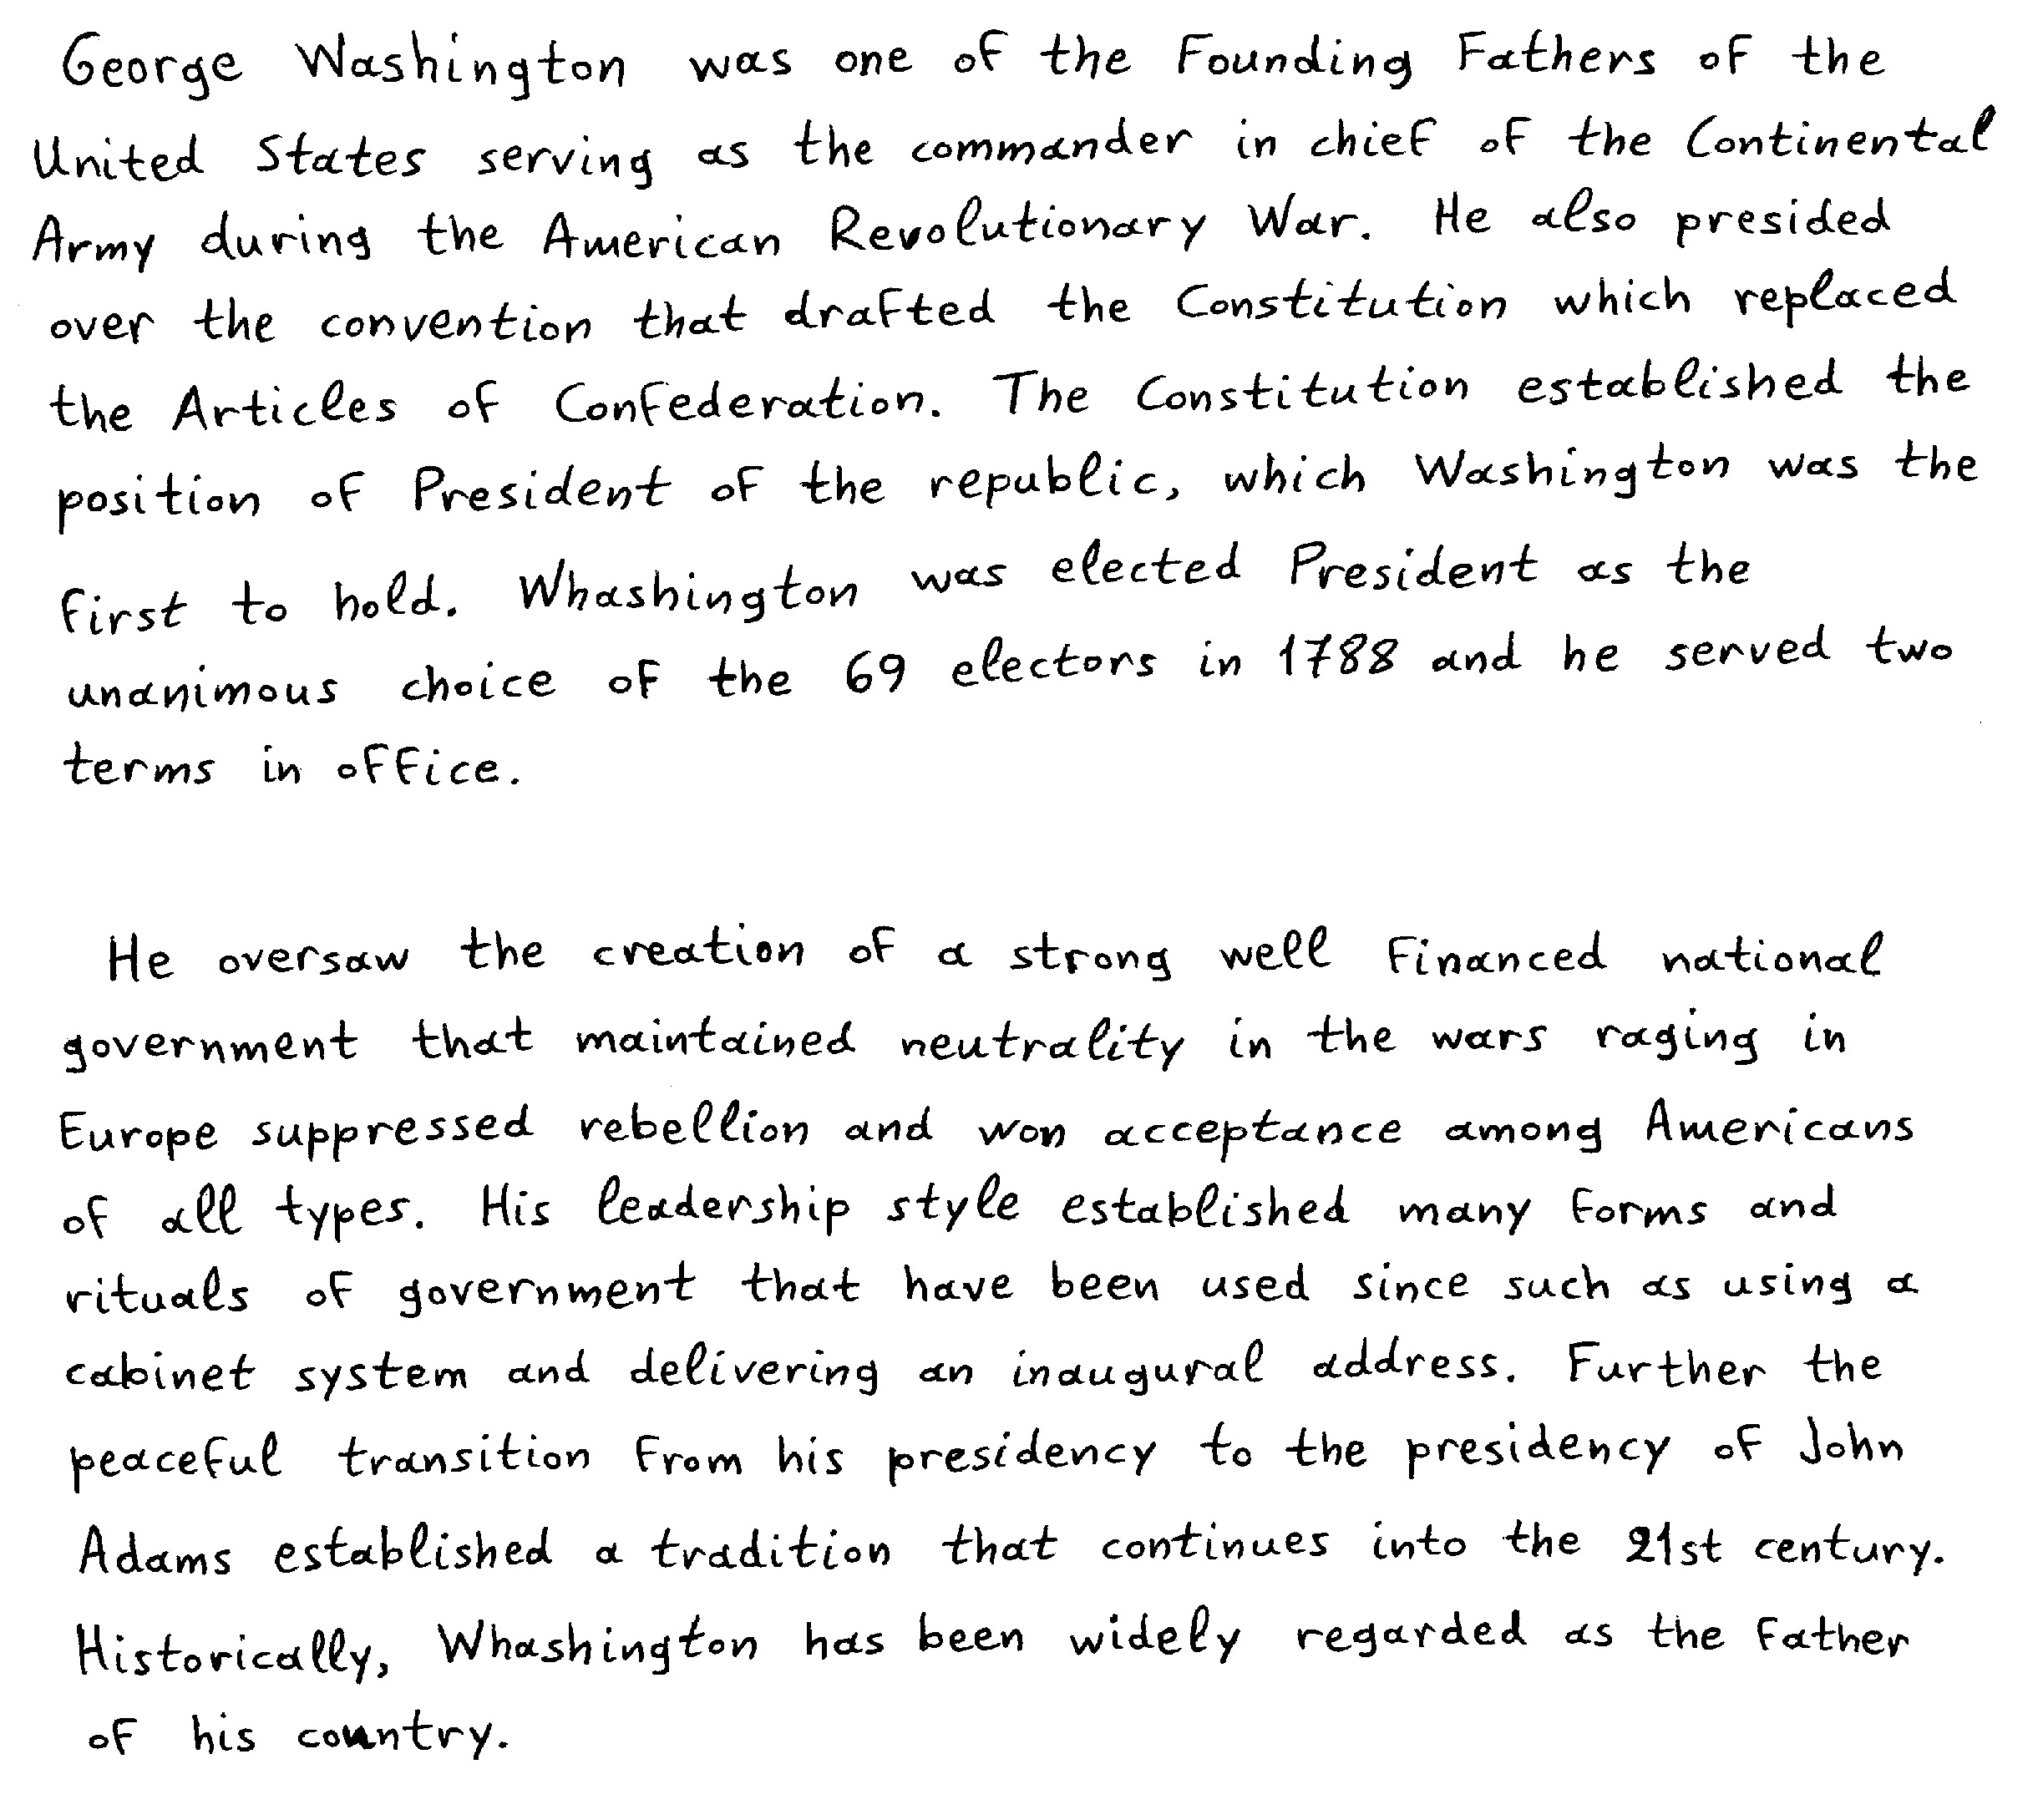 George Washington was one of the Founding Fathers of the
United States serving as the commander in chief of the Continental
Army during the American Revolutionary War. He also presided
over the convention that drafted the Constitution which replaced
the Articles of Confederation. The Constitution established the
position of President of the republic, which Washington was the
first to hold. Whashington was elected President as the
unanimous choice of the 69 electors in 1788 and he served two
terms in office.
He oversaw the creation of a strong well financed national
government that maintained neutrality in the wars raging in
Europe suppressed rebellion and won acceptance among Americans
of all types. His leadership style established many forms and
rituals of government that have been used since such as using a
cabinet system and delivering an inaugural address. Further the
peaceful transition from his presidency to the presidency of John
Adams established a tradition that continues into the 21st century.
Historically, Whashington has been widely regarded as the father
of his country.